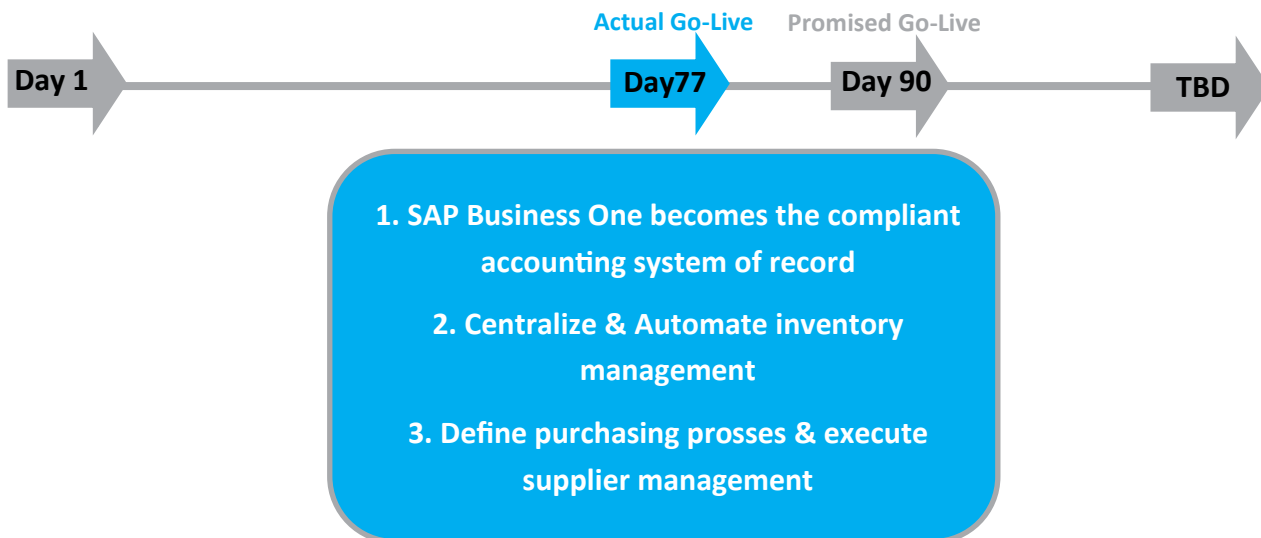 Actual Go-Live Promised Go-Live
Day 1 Day77 Day 90 TBD
1. SAP Business One becomes the compliant
accounting system of record
2. Centralize & Automate inventory
management
3. Define purchasing prosses & execute
supplier management